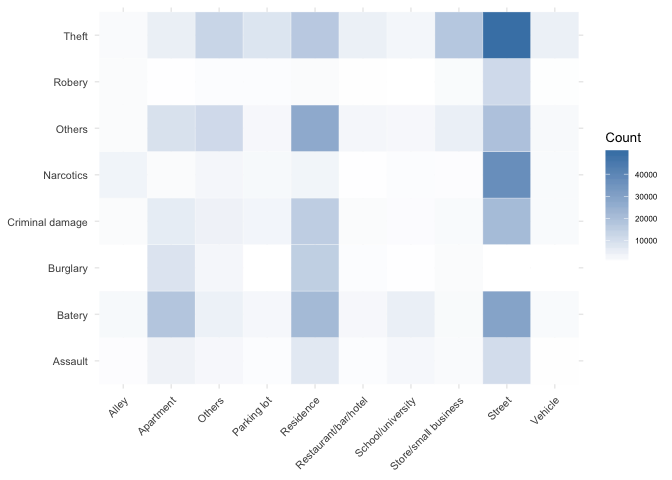 Theft
Robery
Others
Narcotics
Criminal damage
Burglary
Batery
Assault
Alley
Apartment
Others
Parking lot
Residence
Restaurant/bar/hotel
School/university
Store/small business
Street
Vehicle
Count
40000
30000
20000
10000